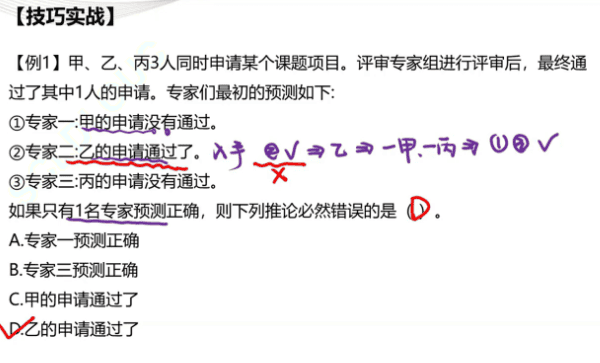 【技巧实战】
【例1】甲、乙、丙3人同时申请某个课题项目。评审专家组进行评审后，最终通
过了其中1人的申请。专家们最初的预测如下:
①专家一:甲的申请没有通过。
②专家二:乙的申请通过了。 入手 ②√⇒乙⇒一甲、一丙⇒①③√
×
③专家三:丙的申请没有通过。
如果只有1名专家预测正确，则下列推论必然错误的是（D）。
A.专家一预测正确
B.专家三预测正确
C.甲的申请通过了
D.乙的申请通过了